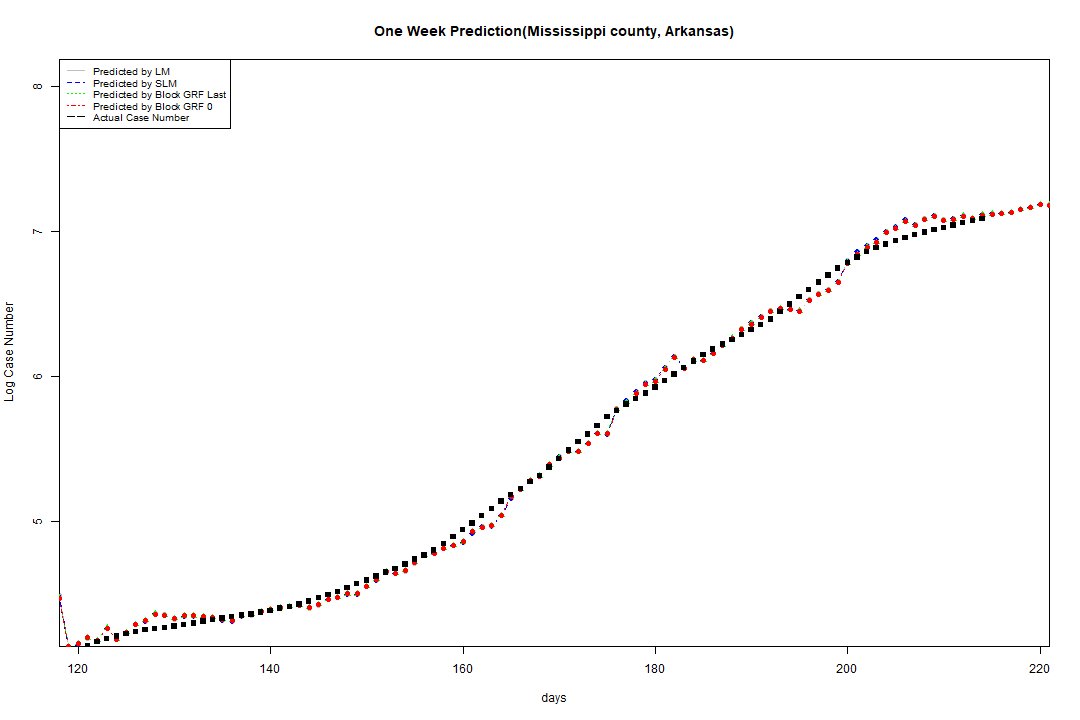 One Week Prediction(Mississippi county, Arkansas)
Predicted by LM
Predicted by SLM
Predicted by Block GRF Last
Predicted by Block GRF 0
Actual Case Number
8
7
6
5
Log Case Number
120 140 160 180 200 220
days